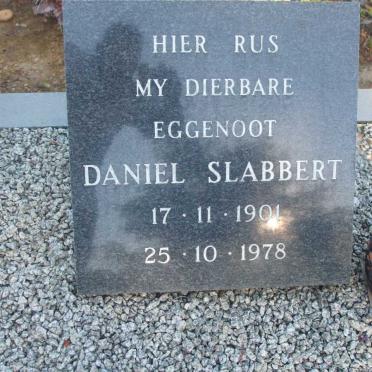 HIER RUS
MY DIERBARE
EGGENOOT
DANIEL SLABBERT
17 · 11 · 1901
25 · 10 · 1978